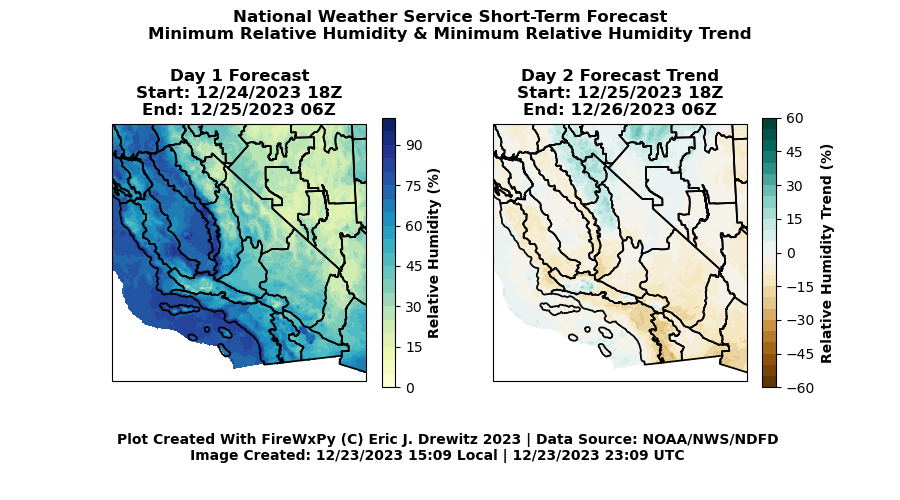 National Weather Service Short-Term Forecast
Minimum Relative Humidity & Minimum Relative Humidity Trend
Day 1 Forecast
Start: 12/24/2023 18Z
End: 12/25/2023 06Z
90
75
60
45
30
15
0
Relative Humidity (%)
Day 2 Forecast Trend
Start: 12/25/2023 18Z
End: 12/26/2023 06Z
60
45
30
15
0
−15
−30
−45
−60
Relative Humidity Trend (%)
Plot Created With FireWxPy (C) Eric J. Drewitz 2023 | Data Source: NOAA/NWS/NDFD
Image Created: 12/23/2023 15:09 Local | 12/23/2023 23:09 UTC